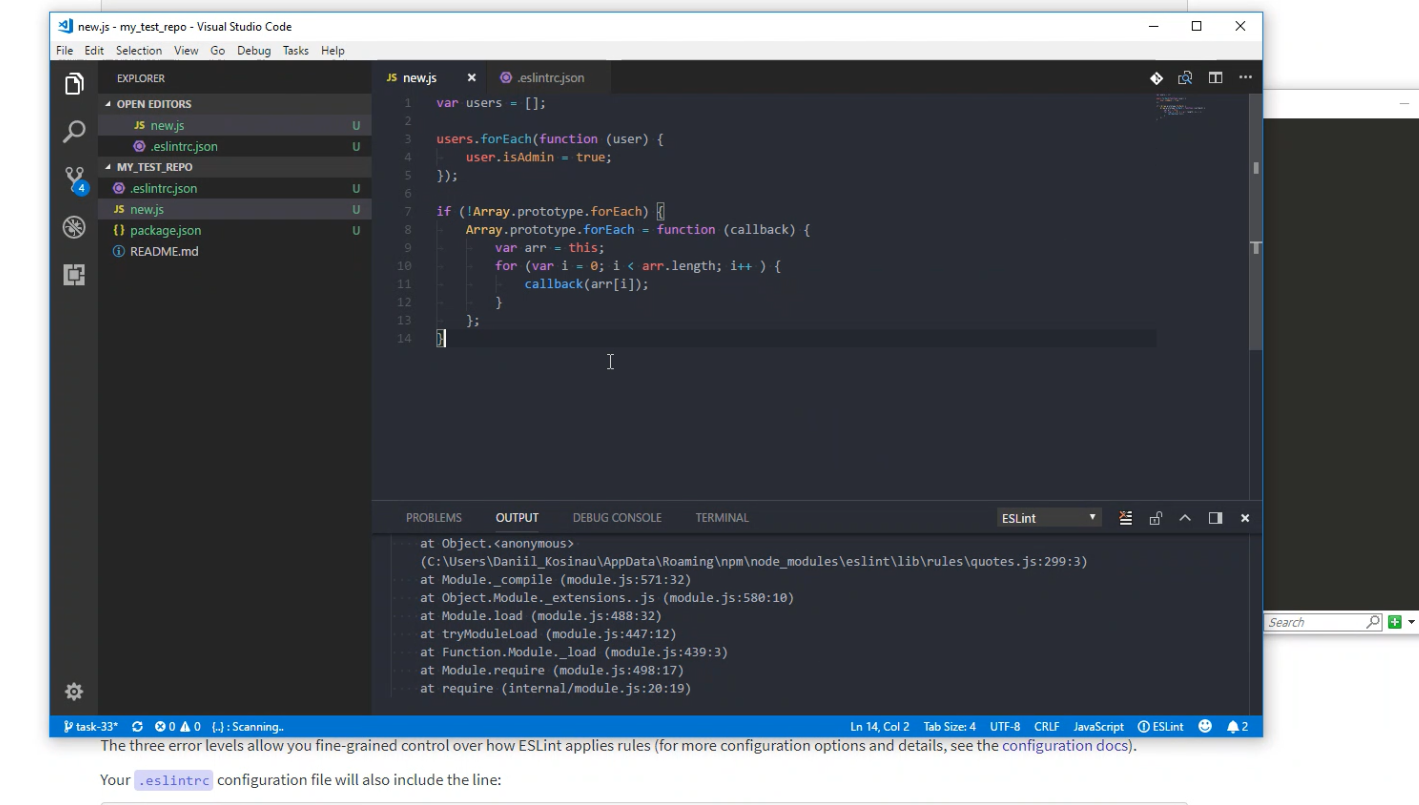 new.js - my_test_repo - Visual Studio Code
File Edit Selection View Go Debug Tasks Help
EXPLORER
OPEN EDITORS
JS new.js U
.eslintrc.json U
MY_TEST_REPO
.eslintrc.json U
JS new.js U
{ } package.json U
README.md
4
JS new.js
.eslintrc.json
1 var users = [];
2
3 users.forEach(function (user) {
4 user.isAdmin = true;
5 });
6
7 if (!Array.prototype.forEach) {
8 Array.prototype.forEach = function (callback) {
9 var arr = this;
10 for (var i = 0; i < arr.length; i++ ) {
11 callback(arr[i]);
12 }
13 };
14 }
PROBLEMS OUTPUT DEBUG CONSOLE TERMINAL ESLint
at Object.<anonymous>
(C:\Users\Daniil_Kosinau\AppData\Roaming\npm\node_modules\eslint\lib\rules\quotes.js:299:3)
at Module._compile (module.js:571:32)
at Object.Module._extensions..js (module.js:580:10)
at Module.load (module.js:488:32)
at tryModuleLoad (module.js:447:12)
at Function.Module._load (module.js:439:3)
at Module.require (module.js:498:17)
at require (internal/module.js:20:19)
Search
task-33* 0 0 {..} : Scanning.. Ln 14, Col 2 Tab Size: 4 UTF-8 CRLF JavaScript ESLint 2
The three error levels allow you fine-grained control over how ESLint applies rules (for more configuration options and details, see the configuration docs).
Your .eslintrc configuration file will also include the line: